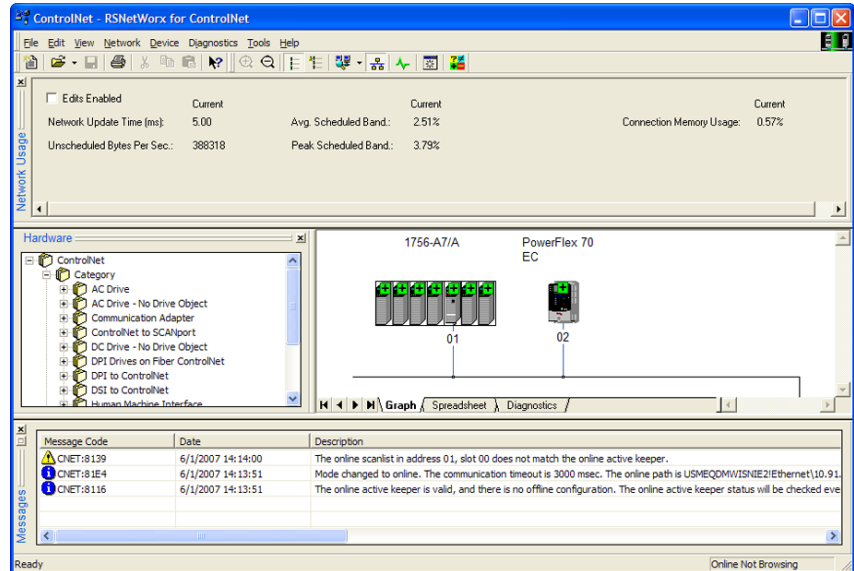 ControlNet - RSNetWorx for ControlNet
File Edit View Network Device Diagnostics Tools Help
Edits Enabled
Current
Current
Current
Network Update Time (ms): 5.00 Avg. Scheduled Band.: 2.51% Connection Memory Usage: 0.57%
Unscheduled Bytes Per Sec.: 388318 Peak Scheduled Band.: 3.79%
Network Usage
Hardware
ControlNet
Category
AC Drive
AC Drive - No Drive Object
Communication Adapter
ControlNet to SCANport
DC Drive - No Drive Object
DPI Drives on Fiber ControlNet
DPI to ControlNet
DSI to ControlNet
Human Machine Interface
1756-A7/A
PowerFlex 70
EC
01
02
Graph Spreadsheet Diagnostics
Messages
Message Code Date Description
CNET:8139 6/1/2007 14:14:00 The online scanlist in address 01, slot 00 does not match the online active keeper.
CNET:81E4 6/1/2007 14:13:51 Mode changed to online. The communication timeout is 3000 msec. The online path is USMEQDMWISNIE2!Ethernet\10.91.
CNET:8116 6/1/2007 14:13:51 The online active keeper is valid, and there is no offline configuration. The online active keeper status will be checked eve
Ready
Online Not Browsing